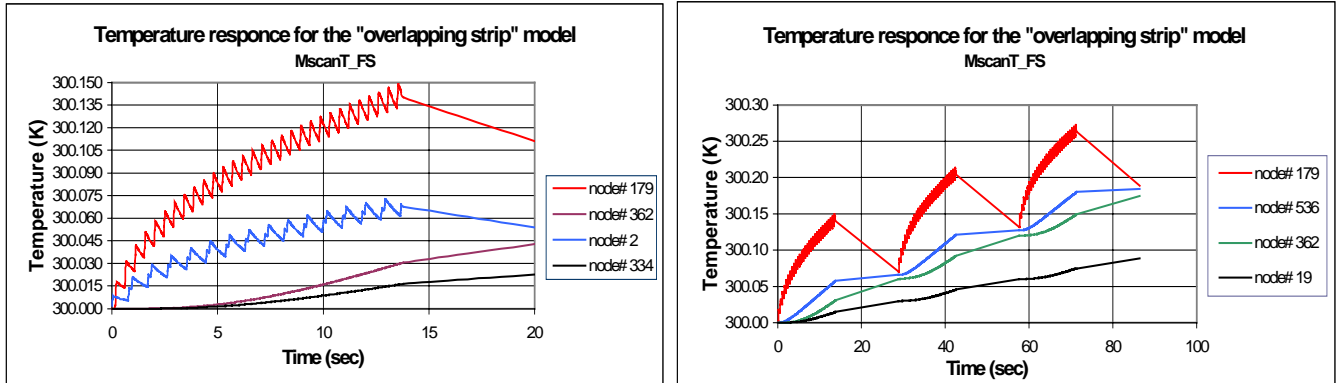 Temperature responce for the "overlapping strip" model
MscanT_FS
300.150
300.135
300.120
300.105
300.090
300.075
300.060
300.045
300.030
300.015
300.000
Temperature (K)
0 5 10 15 20
Time (sec)
node# 179
node# 362
node# 2
node# 334
Temperature responce for the "overlapping strip" model
MscanT_FS
300.30
300.25
300.20
300.15
300.10
300.05
300.00
Temperature (K)
0 20 40 60 80 100
Time (sec)
node# 179
node# 536
node# 362
node# 19